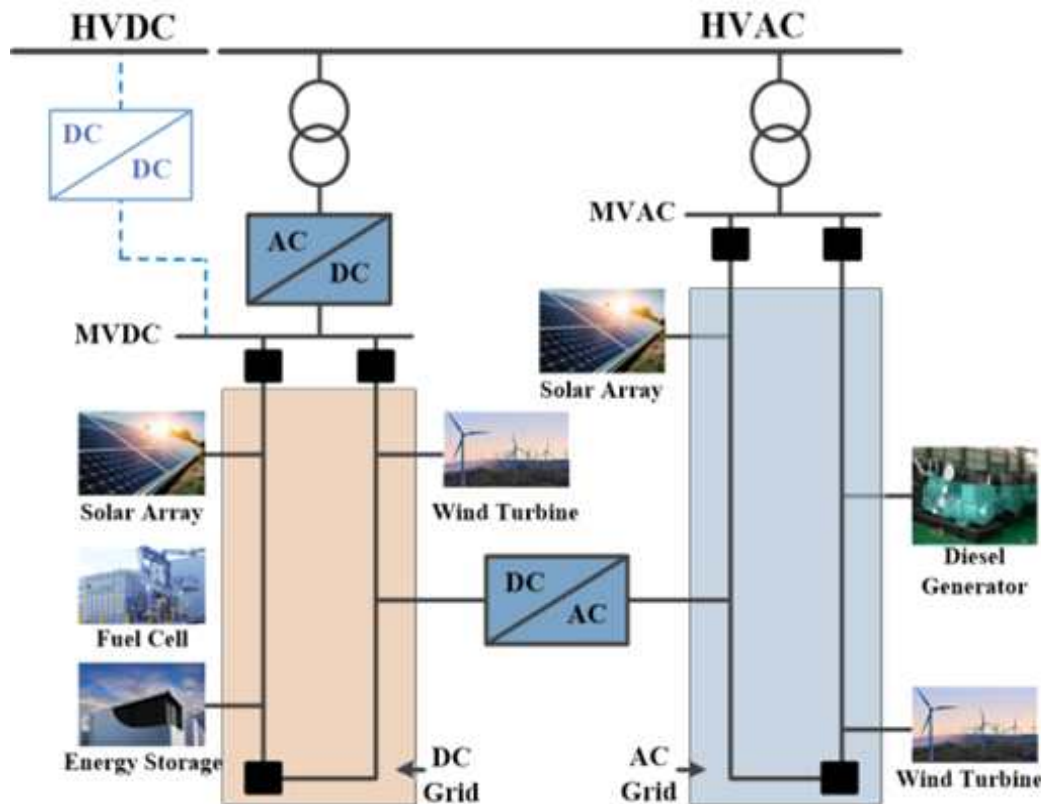 HVDC
HVAC
DC
DC
AC
DC
MVAC
MVDC
Solar Array
Solar Array
Wind Turbine
Fuel Cell
DC
AC
Diesel
Generator
Energy Storage
DC
Grid
AC
Grid
Wind Turbine